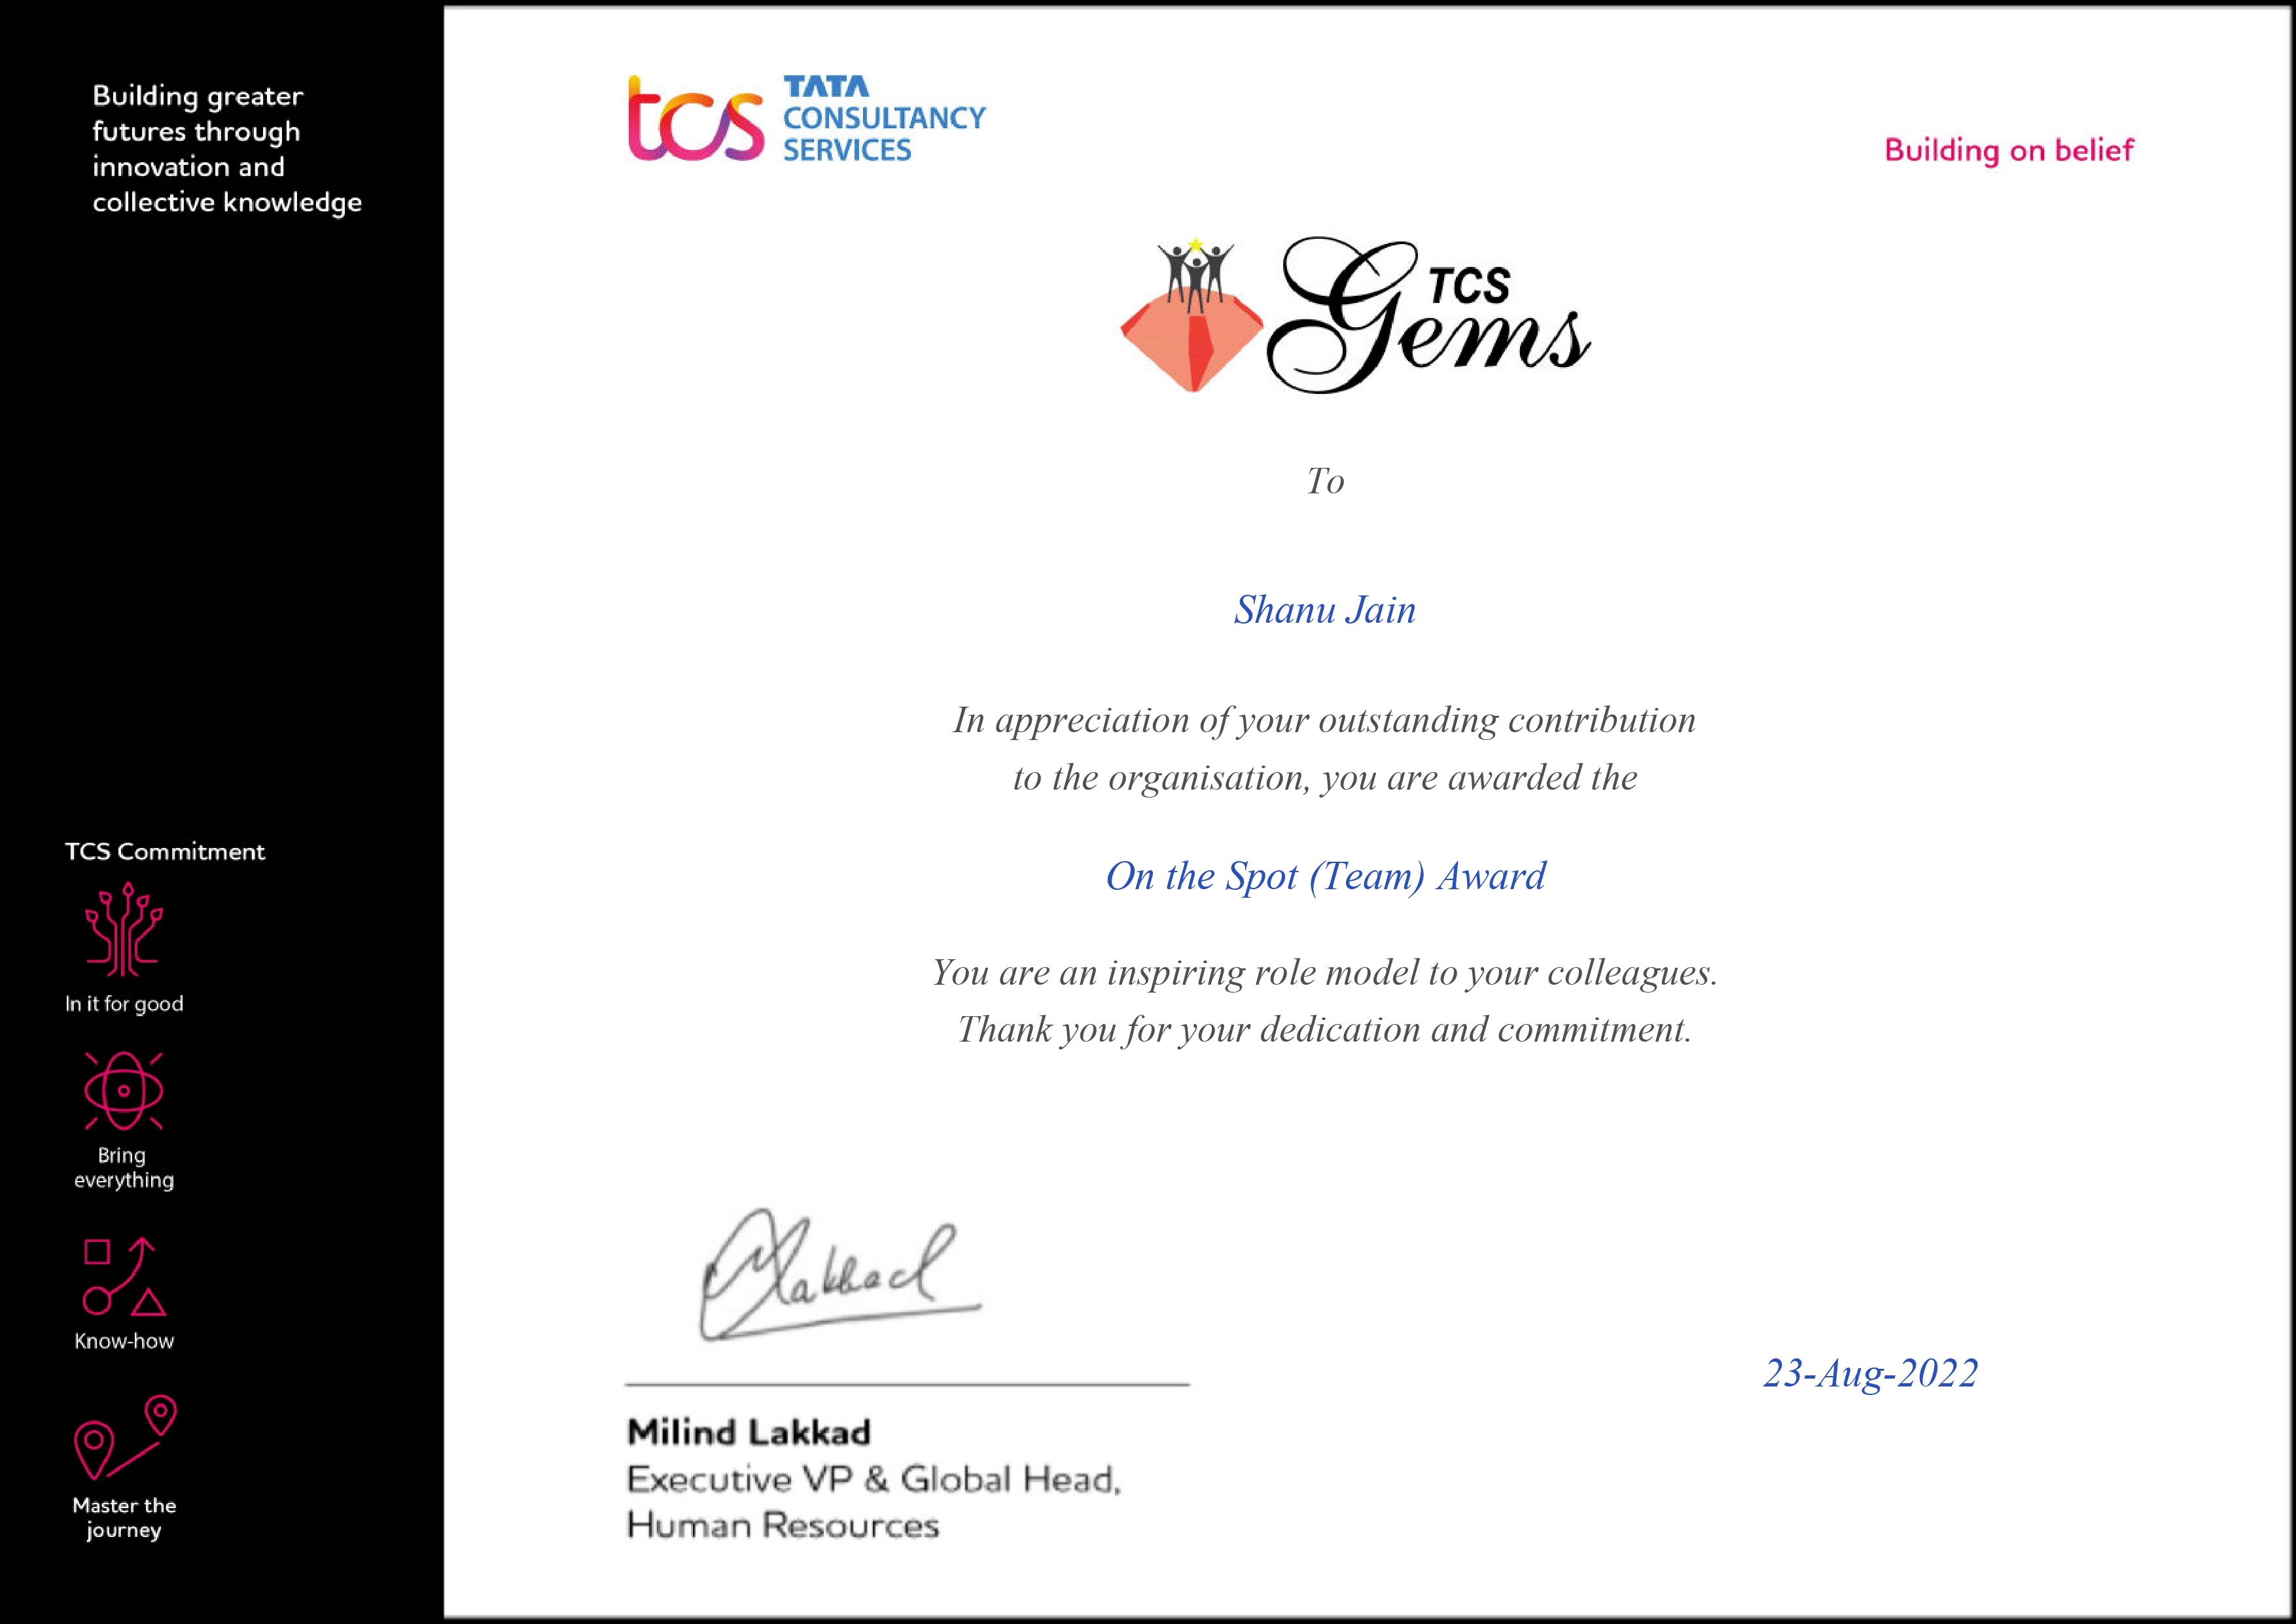 Building greater
futures through
innovation and
collective knowledge
TCS Commitment
In it for good
Bring
everything
Know-how
Master the
journey
tcs TATA
CONSULTANCY
SERVICES
Building on belief
TCS
Gems
To
Shanu Jain
In appreciation of your outstanding contribution
to the organisation, you are awarded the
On the Spot (Team) Award
You are an inspiring role model to your colleagues.
Thank you for your dedication and commitment.
Lakkad
23-Aug-2022
Milind Lakkad
Executive VP & Global Head,
Human Resources